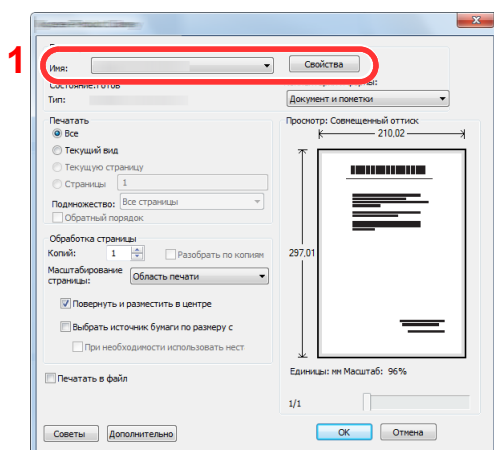 1
Имя:
Свойства
Состояние:Готов
Тип:
Документ и пометки
Печатать
Все
Текущий вид
Текущую страницу
Страницы 1
Подмножество: Все страницы
Обратный порядок
Просмотр: Совмещенный оттиск
210,02
297,01
Обработка страницы
Копий: 1 Разобрать по копиям
Масштабирование страницы: Область печати
Повернуть и разместить в центре
Выбрать источник бумаги по размеру с
При необходимости использовать нест
Печатать в файл
Единицы: мм Масштаб: 96%
1/1
Советы
Дополнительно
OK
Отмена